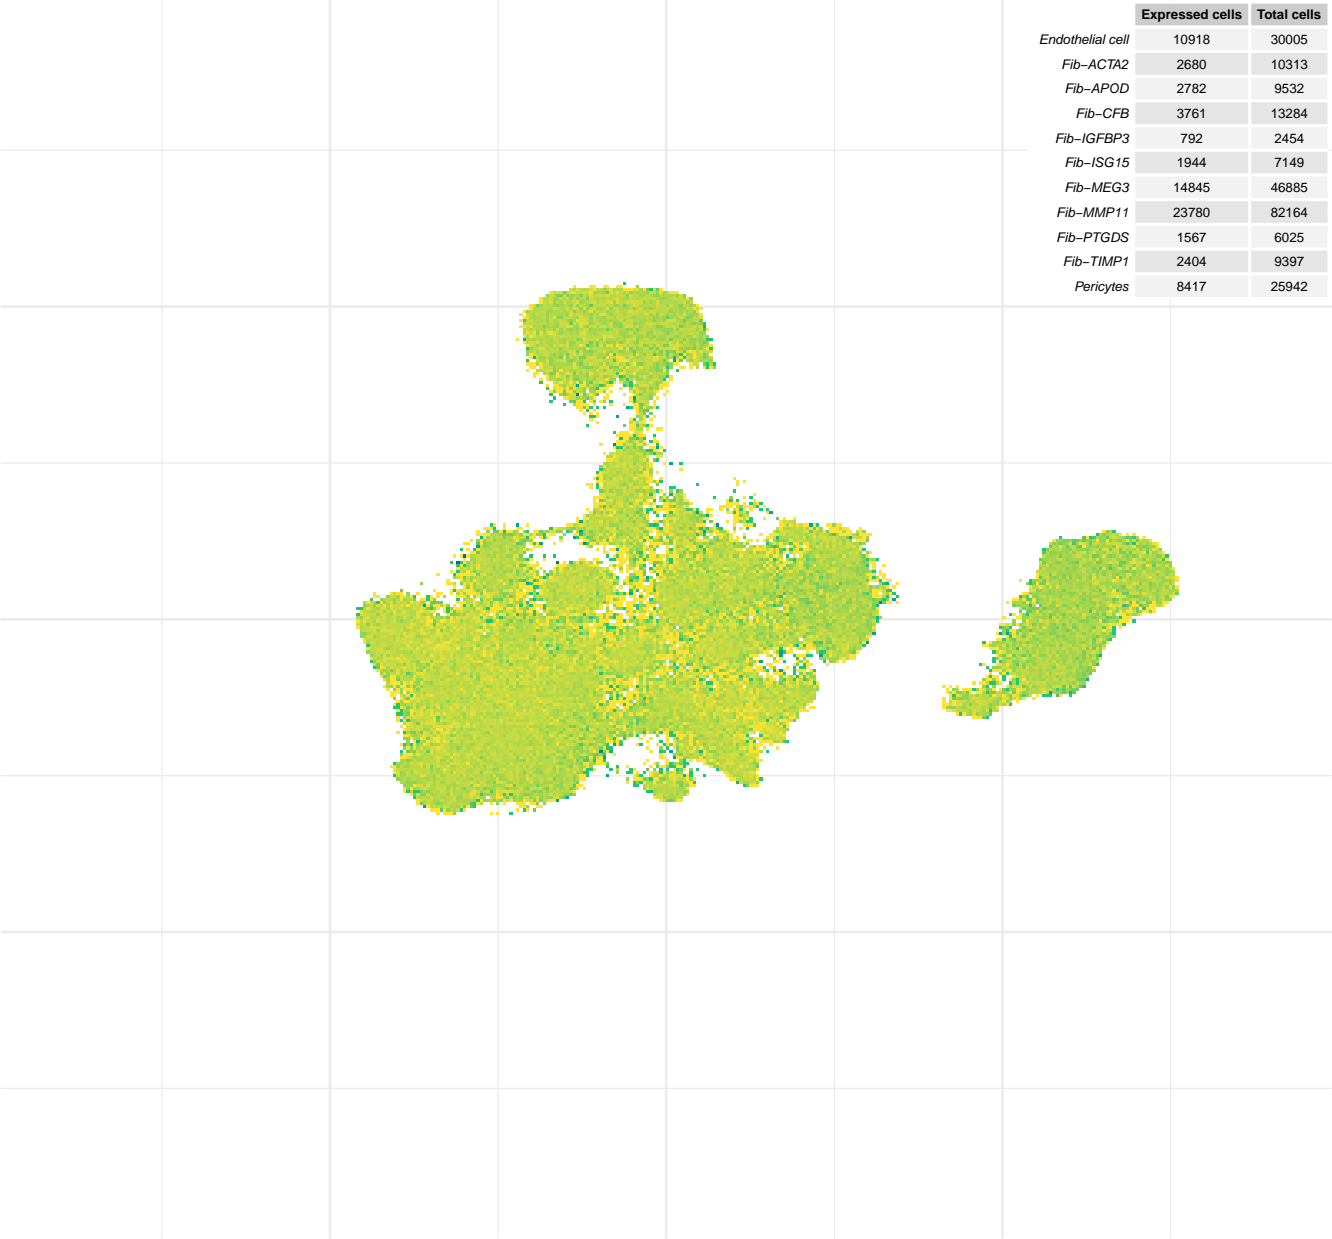 Expressed cells Total cells
Endothelial cell 10918 30005
Fib−ACTA2 2680 10313
Fib−APOD 2782 9532
Fib−CFB 3761 13284
Fib−IGFBP3 792 2454
Fib−ISG15 1944 7149
Fib−MEG3 14845 46885
Fib−MMP11 23780 82164
Fib−PTGDS 1567 6025
Fib−TIMP1 2404 9397
Pericytes 8417 25942